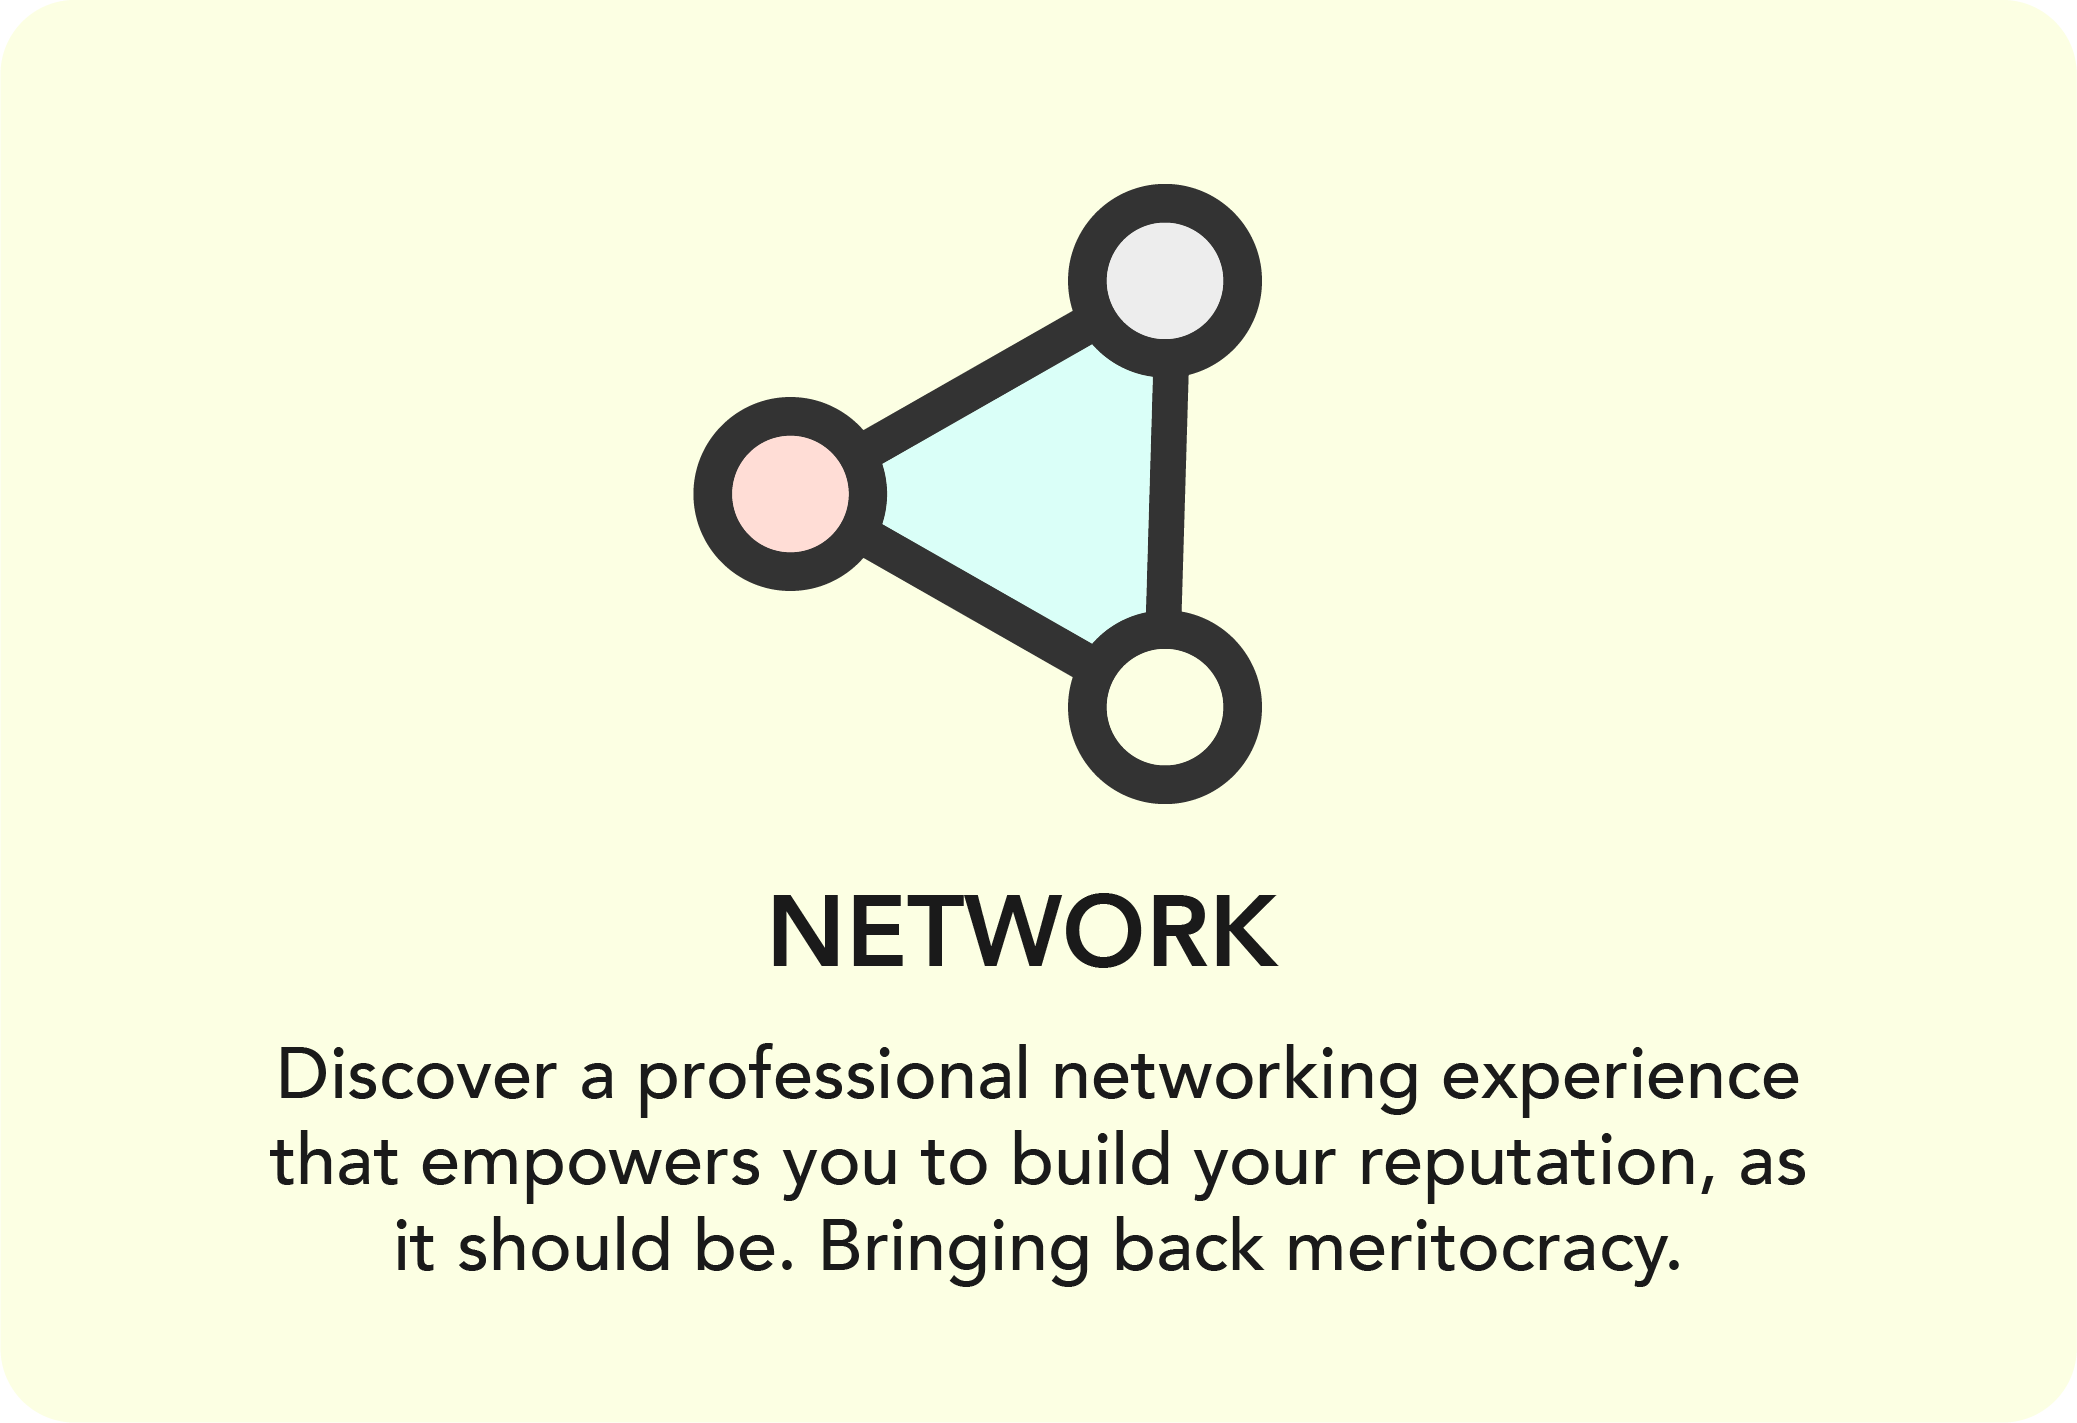 NETWORK
Discover a professional networking experience
that empowers you to build your reputation, as
it should be. Bringing back meritocracy.